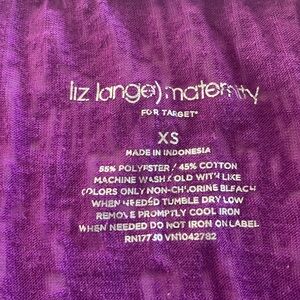 liz lange) maternity
FOR TARGET®
XS
MADE IN INDONESIA
55% POLYESTER / 45% COTTON
MACHINE WASH COLD WITH LIKE
COLORS ONLY NON-CHLORINE BLEACH
WHEN NEEDED TUMBLE DRY LOW
REMOVE PROMPTLY COOL IRON
WHEN NEEDED DO NOT IRON ON LABEL
RN17730 VN1042782